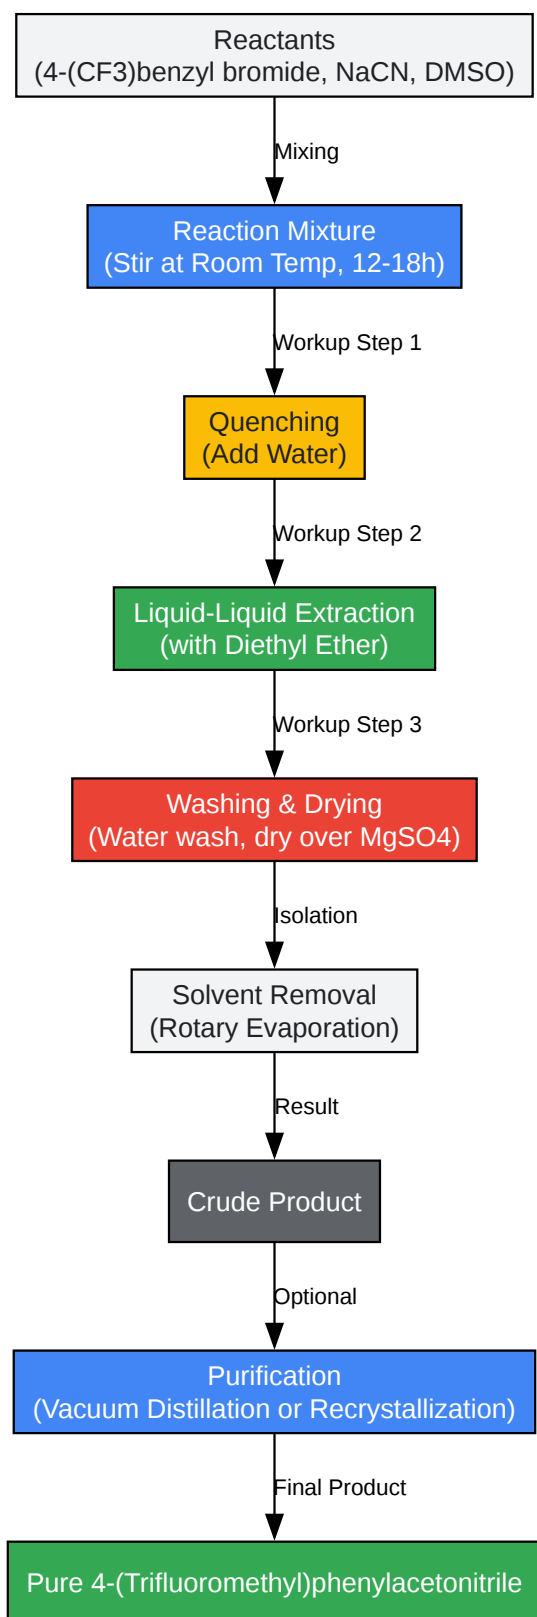 Reactants
(4-(CF3)benzyl bromide, NaCN, DMSO)
Mixing
Reaction Mixture
(Stir at Room Temp, 12-18h)
Workup Step 1
Quenching
(Add Water)
Workup Step 2
Liquid-Liquid Extraction
(with Diethyl Ether)
Workup Step 3
Washing & Drying
(Water wash, dry over MgSO4)
Isolation
Solvent Removal
(Rotary Evaporation)
Result
Crude Product
Optional
Purification
(Vacuum Distillation or Recrystallization)
Final Product
Pure 4-(Trifluoromethyl)phenylacetonitrile